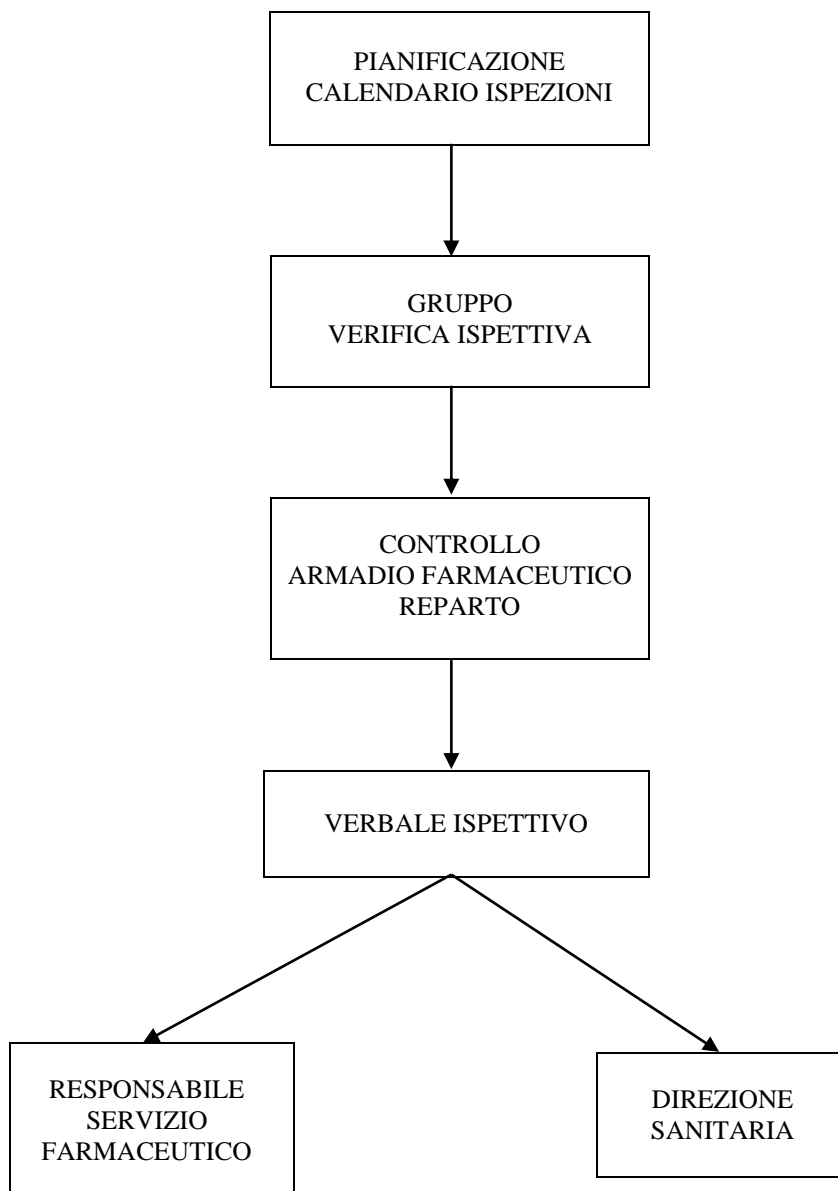 PIANIFICAZIONE
CALENDARIO ISPEZIONI
GRUPPO
VERIFICA ISPETTIVA
CONTROLLO
ARMADIO FARMACEUTICO
REPARTO
VERBALE ISPETTIVO
RESPONSABILE
SERVIZIO
FARMACEUTICO
DIREZIONE
SANITARIA